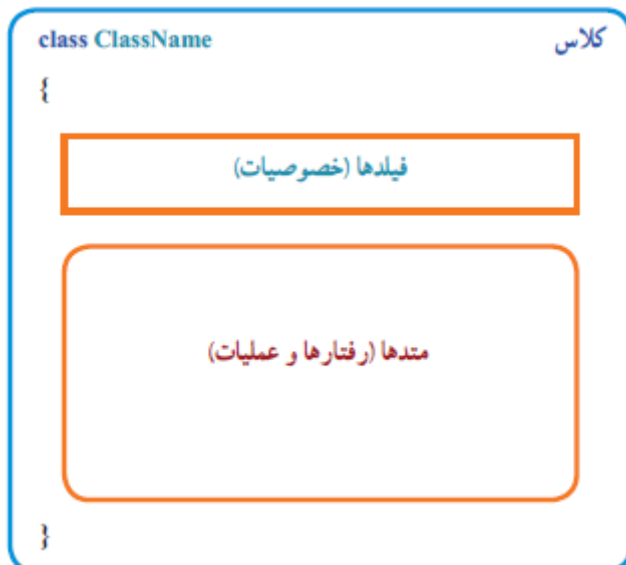 class ClassName کلاس
{
فیلدها (خصوصیات)
متدها (رفتارها و عملیات)
}